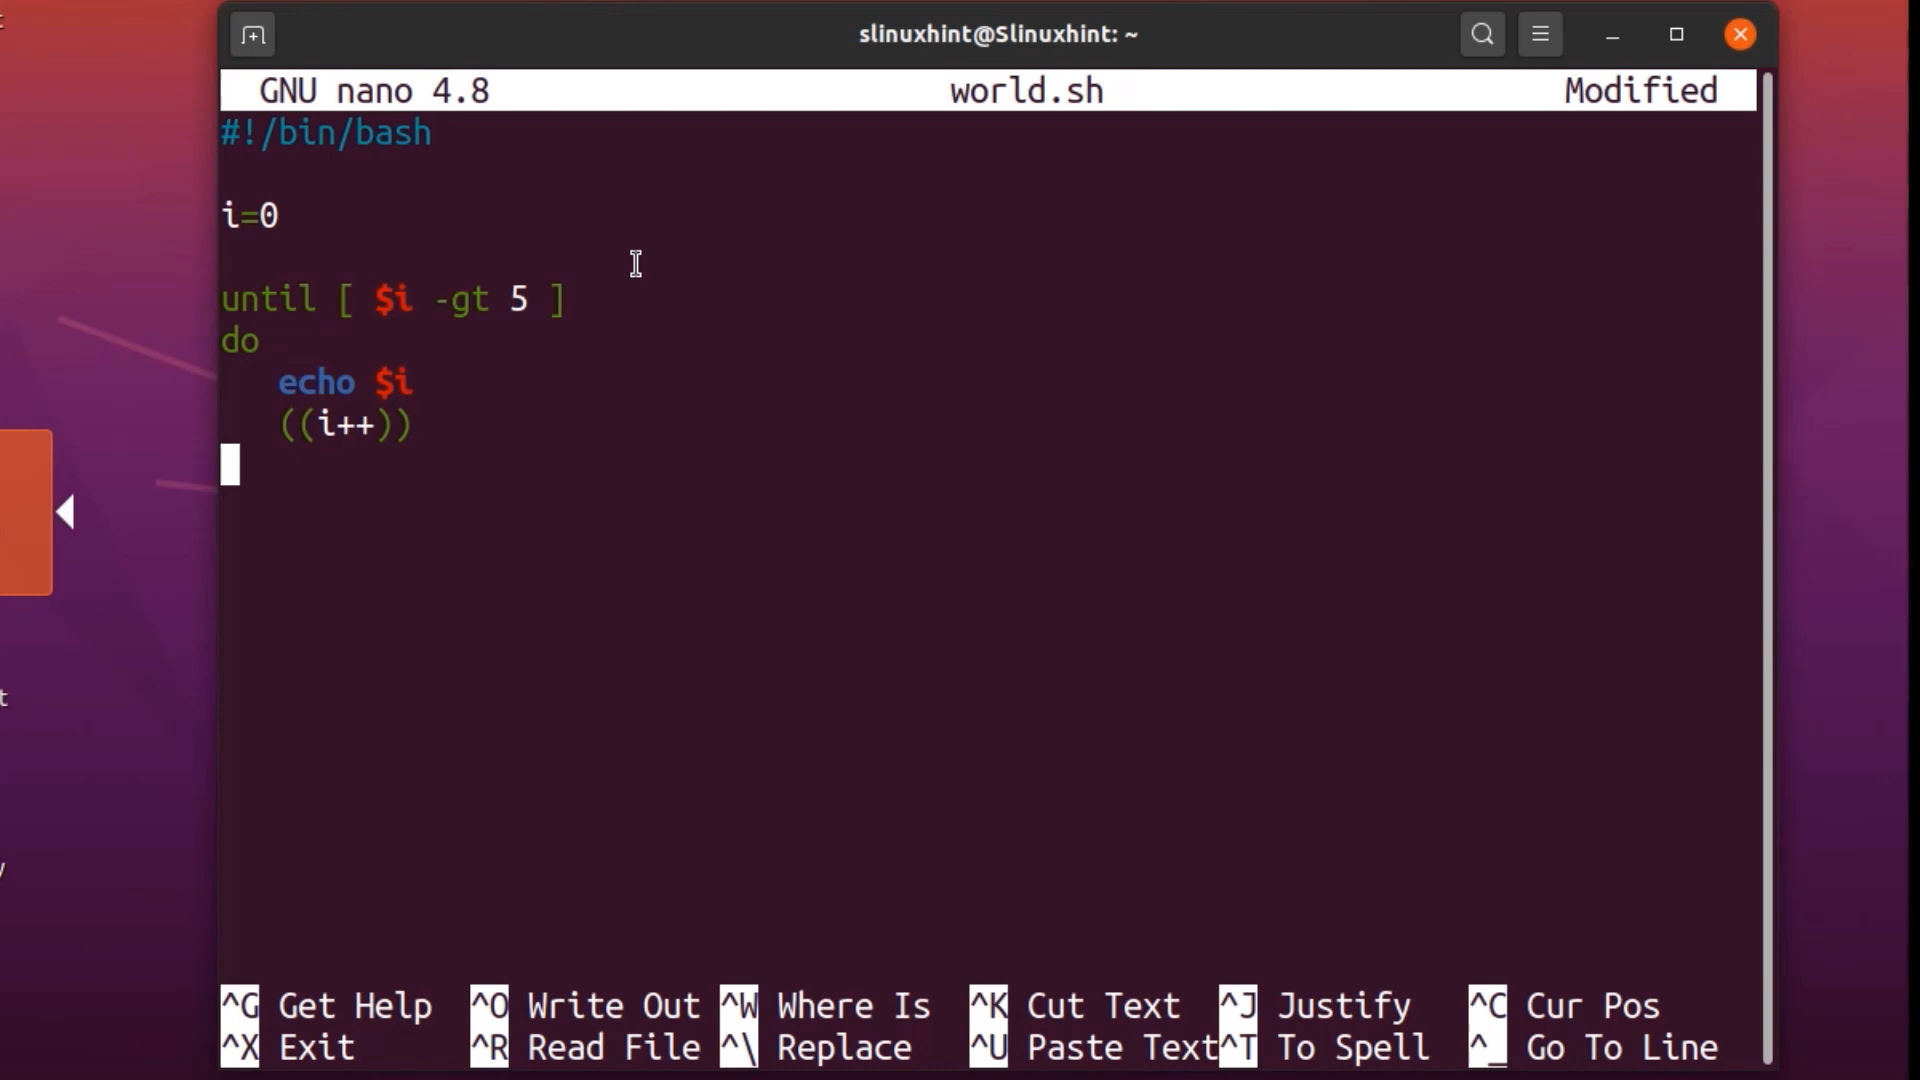 slinuxhint@Slinuxhint: ~
GNU nano 4.8 world.sh Modified
#!/bin/bash
i=0
until [ $i -gt 5 ]
do
echo $i
((i++))
^G Get Help ^O Write Out ^W Where Is ^K Cut Text ^J Justify ^C Cur Pos
^X Exit ^R Read File ^\ Replace ^U Paste Text^T To Spell ^_ Go To Line